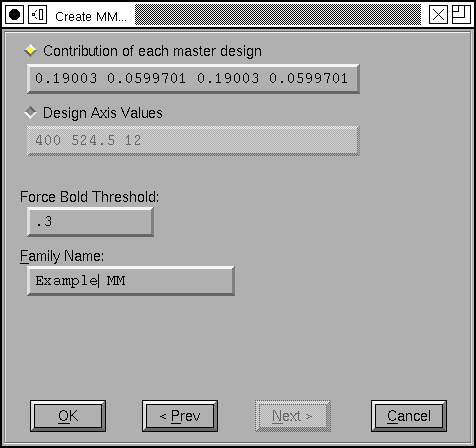 Create MM...
Contribution of each master design
0.19003 0.0599701 0.19003 0.0599701
Design Axis Values
400 524.5 12
Force Bold Threshold:
.3
Family Name:
Example MM
OK
< Prev
Next >
Cancel